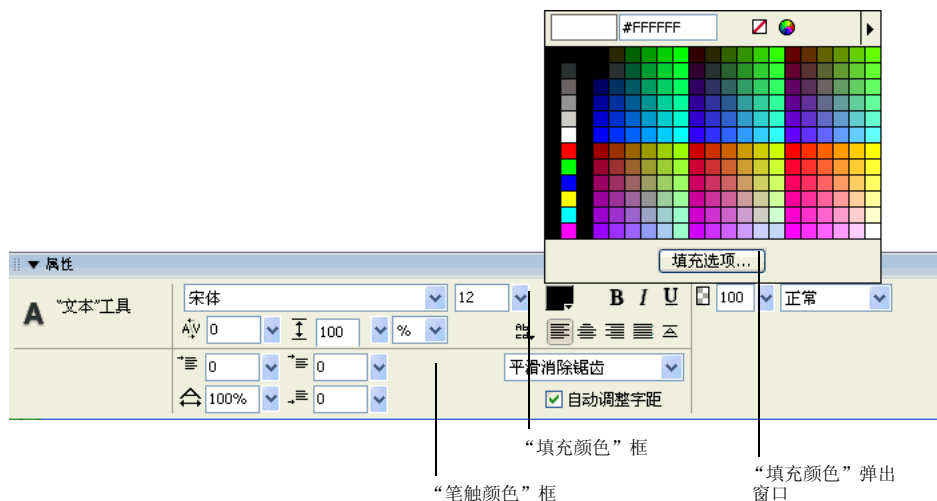 #FFFFFF
填充选项...
属性
A "文本"工具
宋体
12
B I U
100
正常
AV 0
100
%
0
0
平滑消除锯齿
100%
0
自动调整字距
“填充颜色”框
“笔触颜色”框
“填充颜色”弹出
窗口